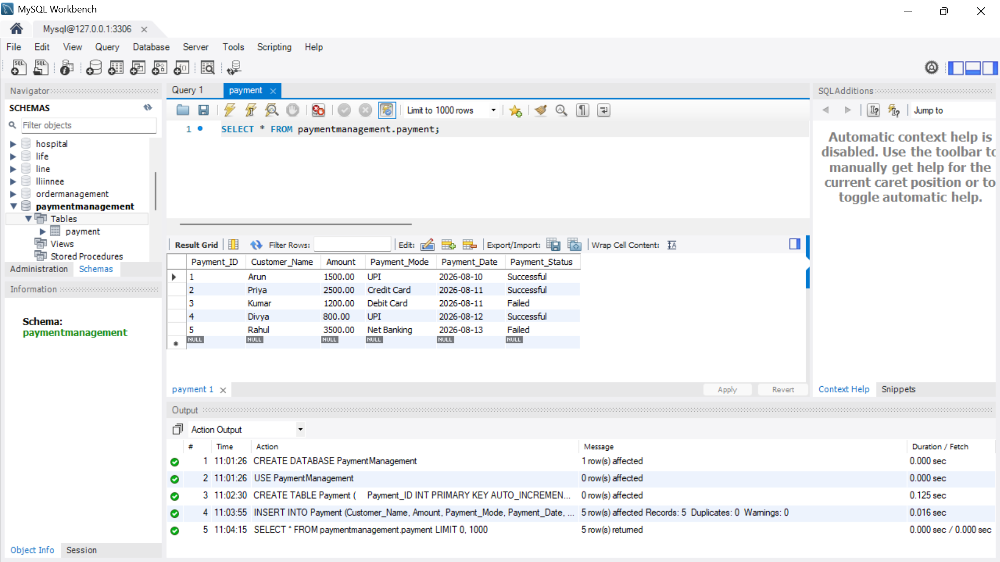 MySQL Workbench
Mysql@127.0.0.1:3306
File Edit View Query Database Server Tools Scripting Help
Navigator
SCHEMAS
Filter objects
hospital
life
line
lliinnee
ordermanagement
paymentmanagement
Tables
payment
Views
Stored Procedures
Administration Schemas
Information
Schema:
paymentmanagement
Object Info Session
Query 1 payment
Limit to 1000 rows
1 SELECT * FROM paymentmanagement.payment;
Result Grid Filter Rows: Edit: Export/Import: Wrap Cell Content:
Payment_ID Customer_Name Amount Payment_Mode Payment_Date Payment_Status
1 Arun 1500.00 UPI 2026-08-10 Successful
2 Priya 2500.00 Credit Card 2026-08-11 Successful
3 Kumar 1200.00 Debit Card 2026-08-11 Failed
4 Divya 800.00 UPI 2026-08-12 Successful
5 Rahul 3500.00 Net Banking 2026-08-13 Failed
NULL NULL NULL NULL NULL NULL
payment 1 Apply Revert
SQLAdditions
Jump to
Automatic context help is
disabled. Use the toolbar to
manually get help for the
current caret position or to
toggle automatic help.
Context Help Snippets
Output
Action Output
# Time Action Message Duration / Fetch
1 11:01:26 CREATE DATABASE PaymentManagement 1 row(s) affected 0.000 sec
2 11:01:26 USE PaymentManagement 0 row(s) affected 0.000 sec
3 11:02:30 CREATE TABLE Payment ( Payment_ID INT PRIMARY KEY AUTO_INCREMEN... 0 row(s) affected 0.125 sec
4 11:03:55 INSERT INTO Payment (Customer_Name, Amount, Payment_Mode, Payment_Date, ... 5 row(s) affected Records: 5 Duplicates: 0 Warnings: 0 0.016 sec
5 11:04:15 SELECT * FROM paymentmanagement.payment LIMIT 0, 1000 5 row(s) returned 0.000 sec / 0.000 sec